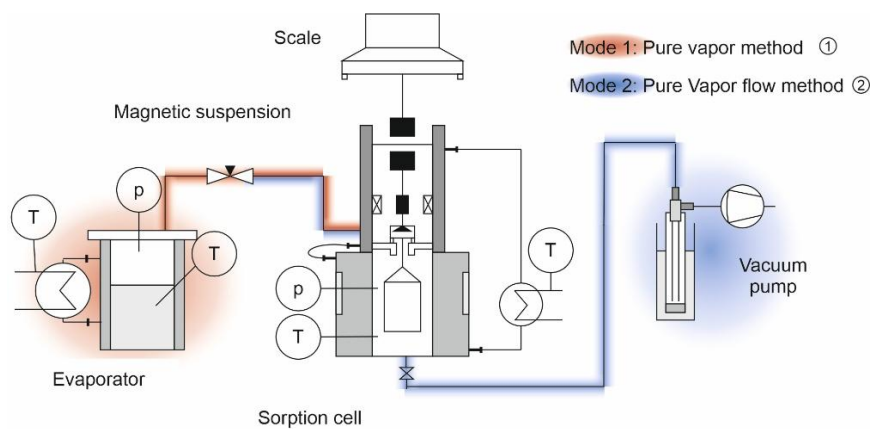 Scale
Mode 1: Pure vapor method ①
Mode 2: Pure Vapor flow method ②
Magnetic suspension
p
T
T
T
p
T
Vacuum
pump
Evaporator
Sorption cell